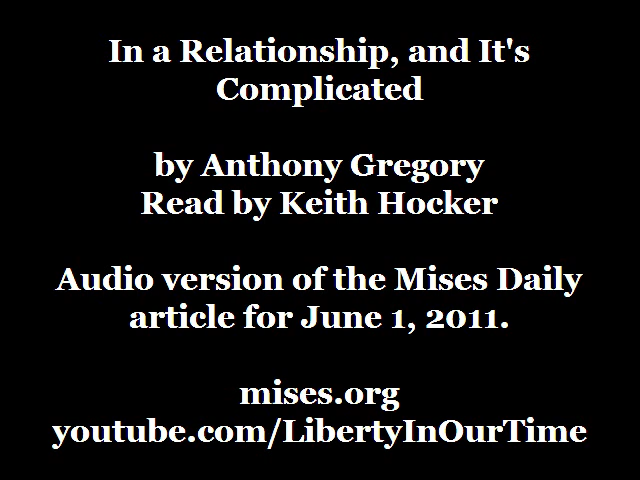 In a Relationship, and It's
Complicated
by Anthony Gregory
Read by Keith Hocker
Audio version of the Mises Daily
article for June 1, 2011.
mises.org
youtube.com/LibertyInOurTime